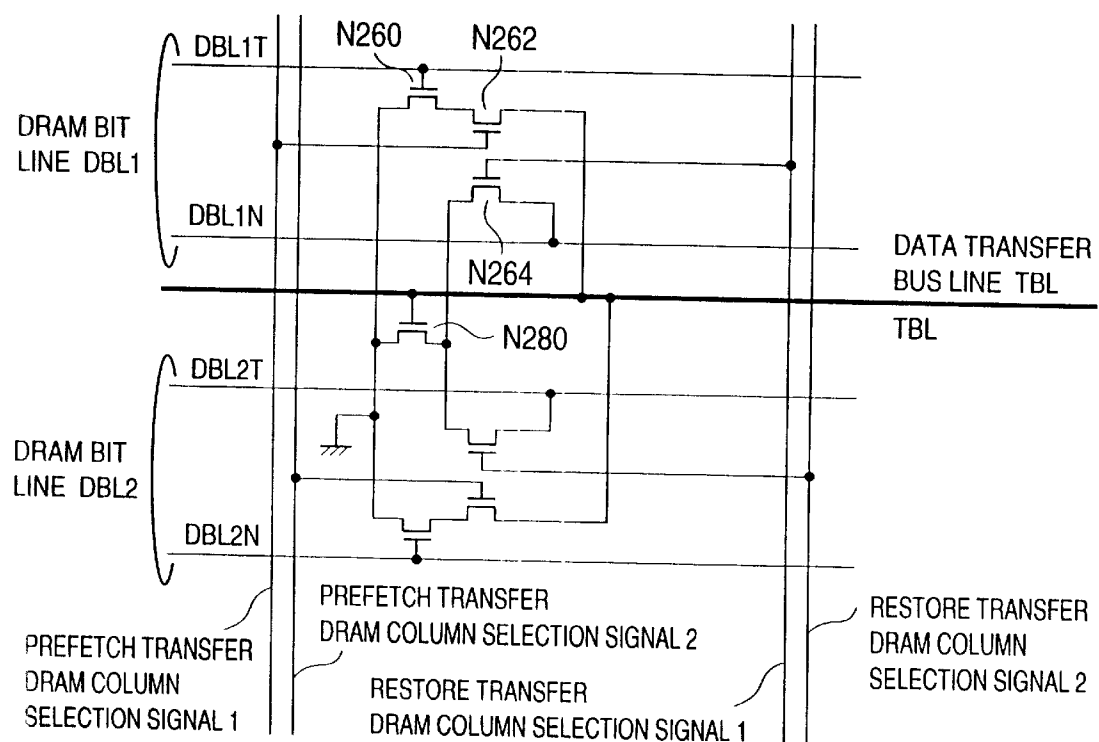 N260
N262
DBL1T
DRAM BIT
LINE DBL1
DBL1N
N264
DATA TRANSFER
BUS LINE TBL
TBL
N280
DBL2T
DRAM BIT
LINE DBL2
DBL2N
PREFETCH TRANSFER
DRAM COLUMN SELECTION SIGNAL 2
PREFETCH TRANSFER
DRAM COLUMN
SELECTION SIGNAL 1
RESTORE TRANSFER
DRAM COLUMN SELECTION SIGNAL 1
RESTORE TRANSFER
DRAM COLUMN
SELECTION SIGNAL 2